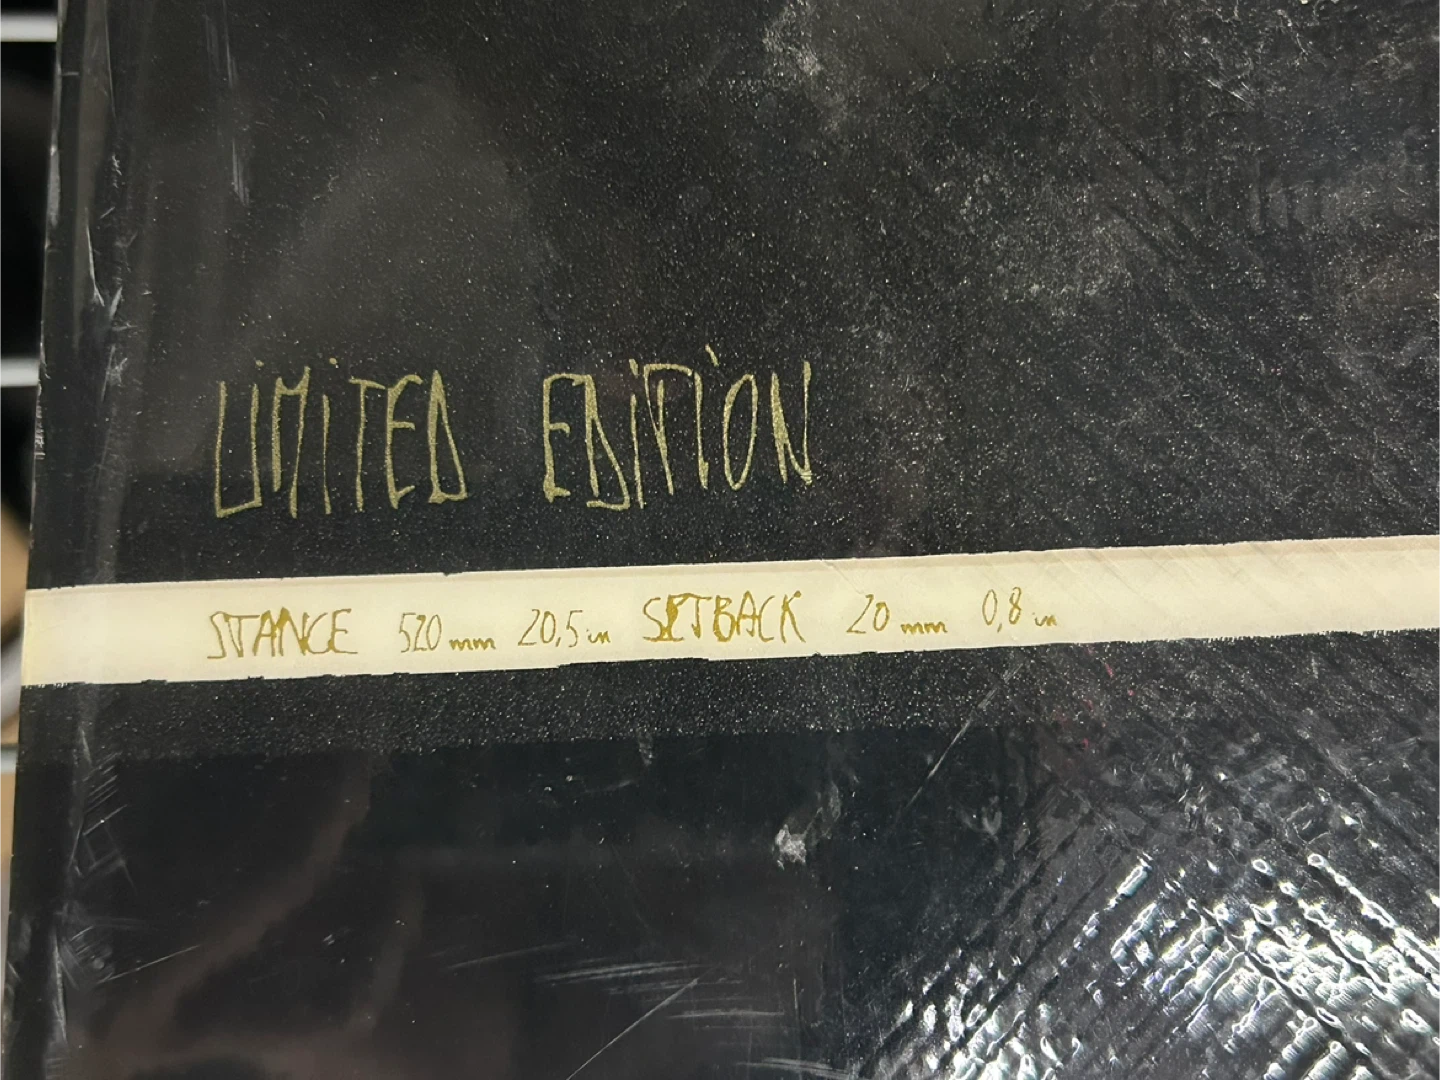 LiMiTED EDiTiON
STANCE 520 mm 20,5 in SETBACK 20 mm 0,8 in